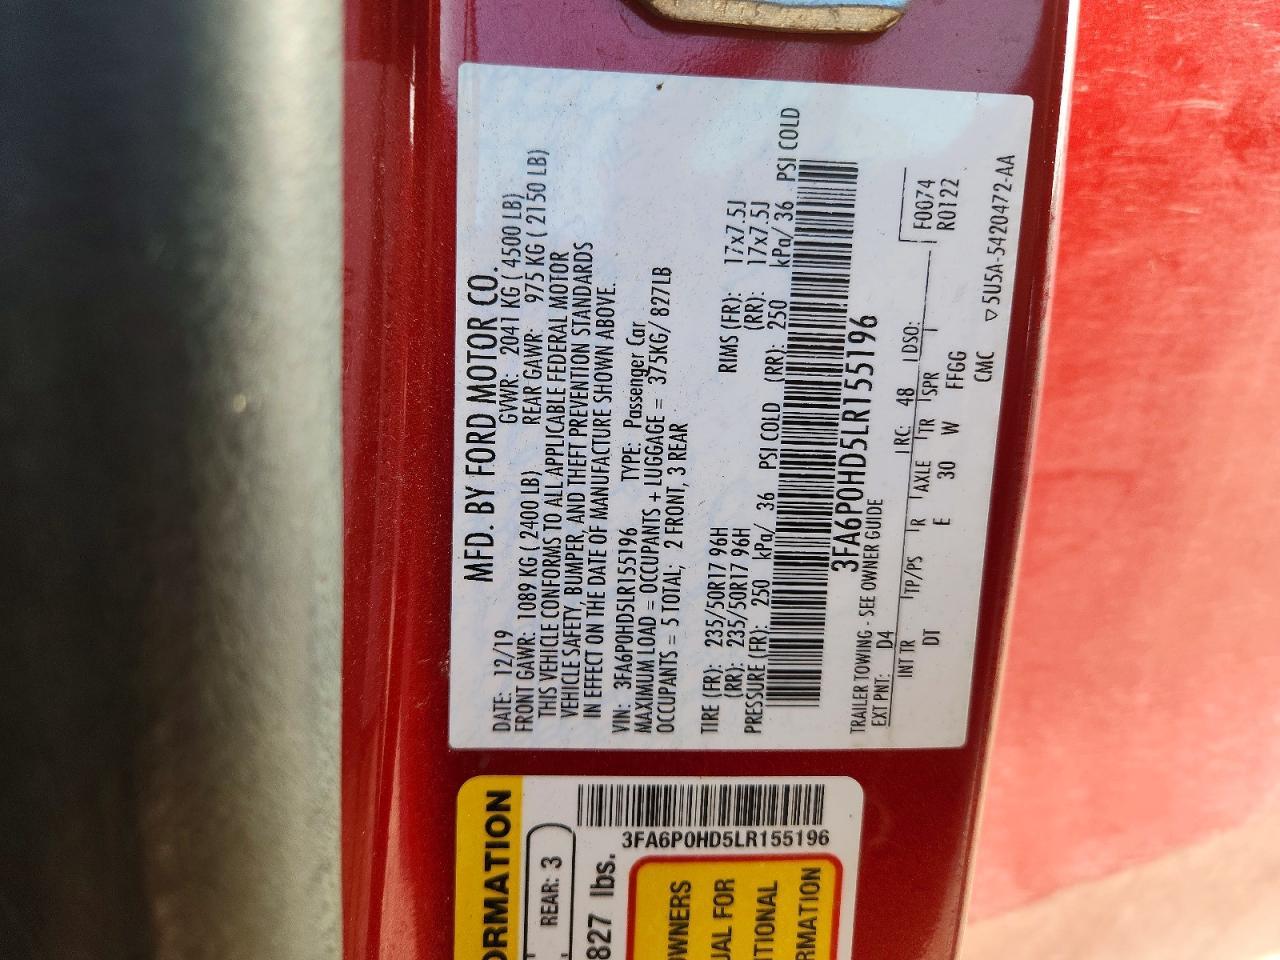 MFD. BY FORD MOTOR CO.
DATE: 12/19 GVWR: 2041 KG ( 4500 LB)
FRONT GAWR: 1089 KG ( 2400 LB) REAR GAWR: 975 KG ( 2150 LB)
THIS VEHICLE CONFORMS TO ALL APPLICABLE FEDERAL MOTOR
VEHICLE SAFETY, BUMPER, AND THEFT PREVENTION STANDARDS
IN EFFECT ON THE DATE OF MANUFACTURE SHOWN ABOVE.
VIN: 3FA6P0HD5LR155196 TYPE: Passenger Car
MAXIMUM LOAD = OCCUPANTS + LUGGAGE = 375KG/ 827LB
OCCUPANTS = 5 TOTAL; 2 FRONT, 3 REAR
TIRE (FR): 235/50R17 96H RIMS (FR): 17x7.5J
(RR): 235/50R17 96H (RR): 17x7.5J
PRESSURE (FR): 250 kPa/ 36 PSI COLD (RR): 250 kPa/ 36 PSI COLD
3FA6P0HD5LR155196
TRAILER TOWING - SEE OWNER GUIDE
EXT PNT: D4 RC: 48 DSO: F0074
INT TR TP/PS R AXLE TR SPR R0122
DT E 30 W FFGG
CMC ▽5U5A-5420472-AA
ORMATION
REAR: 3
827 lbs.
3FA6P0HD5LR155196
OWNERS
UAL FOR
ITIONAL
RMATION